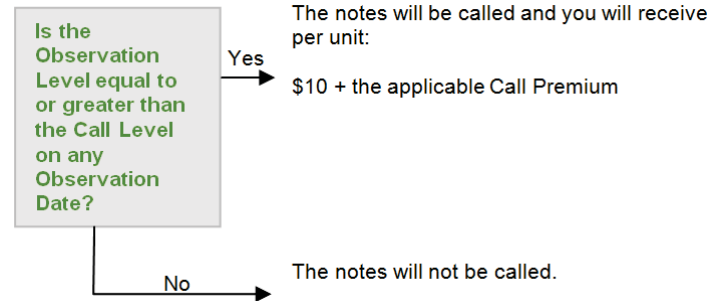 Is the
Observation
Level equal to
or greater than
the Call Level
on any
Observation
Date?
Yes
The notes will be called and you will receive
per unit:
$10 + the applicable Call Premium
No
The notes will not be called.